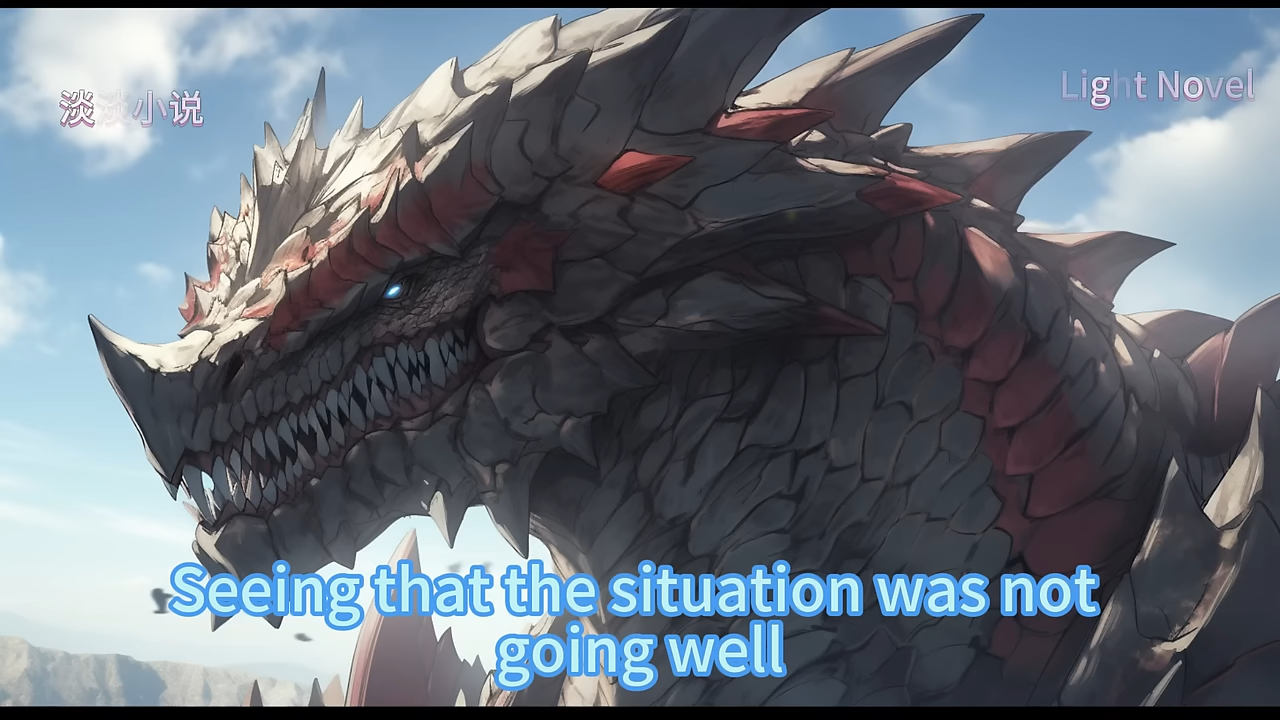 淡淡小说
Light Novel
Seeing that the situation was not
going well